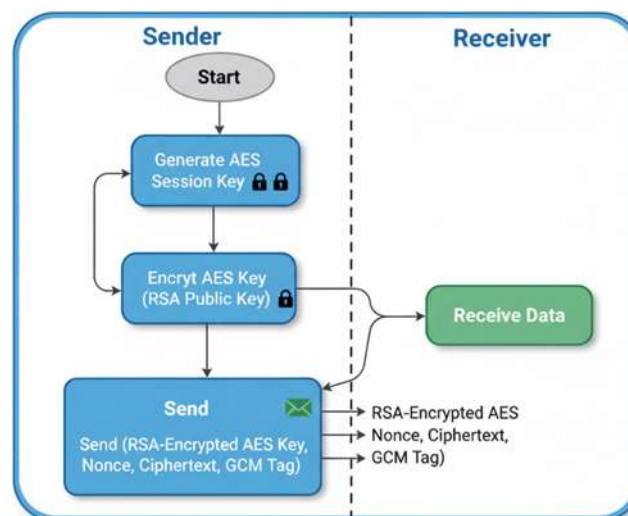 Sender
Receiver
Start
Generate AES
Session Key
Encryt AES Key
(RSA Public Key)
Receive Data
Send
Send (RSA-Encrypted AES Key,
Nonce, Ciphertext, GCM Tag)
RSA-Encrypted AES
Nonce, Ciphertext,
GCM Tag)